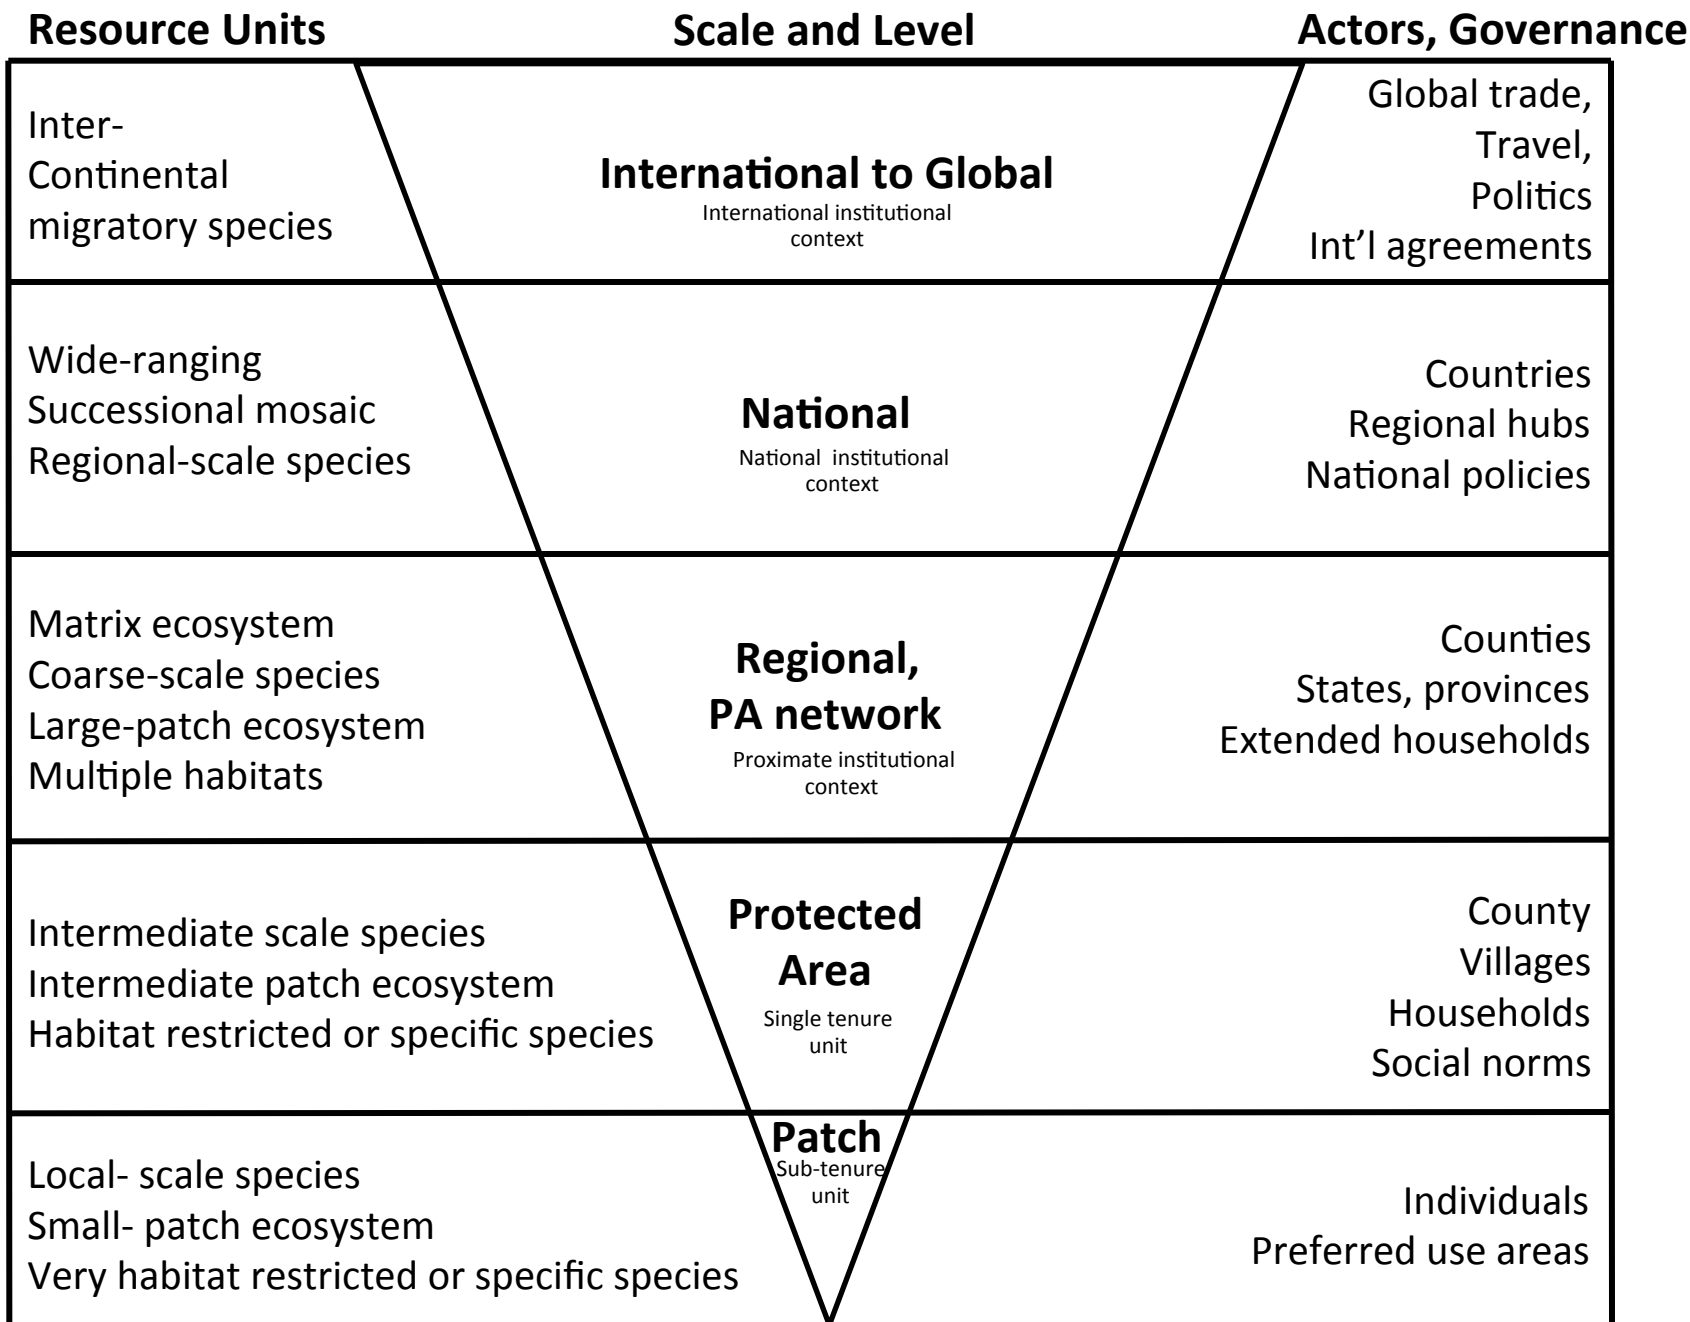 Resource Units
Scale and Level
Actors, Governance
Inter-
Continental
migratory species
International to Global
International institutional
context
Global trade,
Travel,
Politics
Int’l agreements
Wide-ranging
Successional mosaic
Regional-scale species
National
National institutional
context
Countries
Regional hubs
National policies
Matrix ecosystem
Coarse-scale species
Large-patch ecosystem
Multiple habitats
Regional,
PA network
Proximate institutional
context
Counties
States, provinces
Extended households
Intermediate scale species
Intermediate patch ecosystem
Habitat restricted or specific species
Protected
Area
Single tenure
unit
County
Villages
Households
Social norms
Local- scale species
Small- patch ecosystem
Very habitat restricted or specific species
Patch
Sub-tenure
unit
Individuals
Preferred use areas